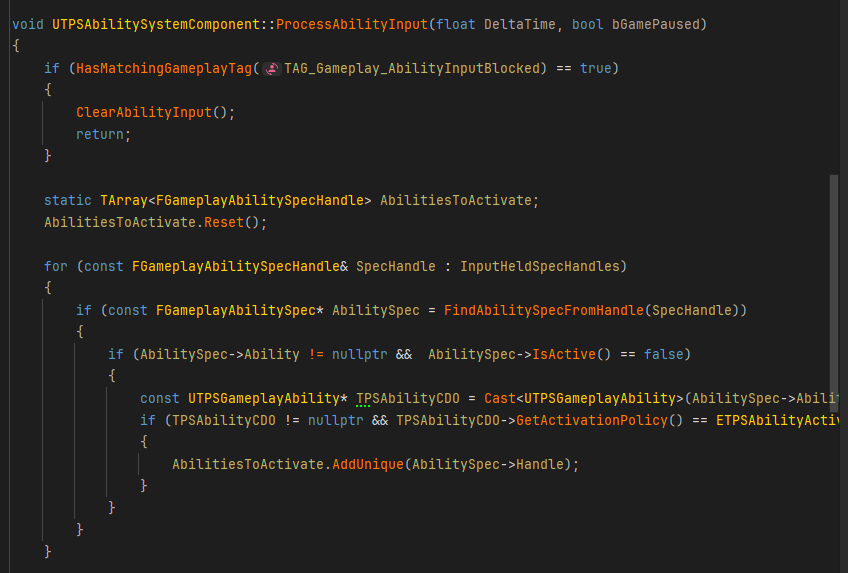 void UTPSAbilitySystemComponent::ProcessAbilityInput(float DeltaTime, bool bGamePaused)
{
    if (HasMatchingGameplayTag(TAG_Gameplay_AbilityInputBlocked) == true)
    {
        ClearAbilityInput();
        return;
    }
    static TArray<FGameplayAbilitySpecHandle> AbilitiesToActivate;
    AbilitiesToActivate.Reset();
    for (const FGameplayAbilitySpecHandle& SpecHandle : InputHeldSpecHandles)
    {
        if (const FGameplayAbilitySpec* AbilitySpec = FindAbilitySpecFromHandle(SpecHandle))
        {
            if (AbilitySpec->Ability != nullptr &&  AbilitySpec->IsActive() == false)
            {
                const UTPSGameplayAbility* TPSAbilityCDO = Cast<UTPSGameplayAbility>(AbilitySpec->Abili
                if (TPSAbilityCDO != nullptr && TPSAbilityCDO->GetActivationPolicy() == ETPSAbilityActiv
                {
                    AbilitiesToActivate.AddUnique(AbilitySpec->Handle);
                }
            }
        }
    }